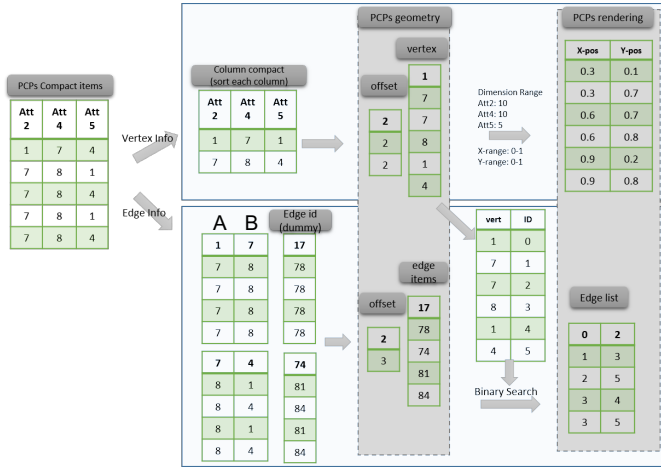 PCPs geometry
PCPs rendering
vertex
PCPs Compact items
Att 2 Att 4 Att 5
1 7 4
7 8 1
7 8 4
7 8 1
7 8 4
Vertex Info
Edge Info
Column compact
(sort each column)
Att 2 Att 4 Att 5
1 7 1
7 8 4
offset
2
2
2
1
7
7
8
1
4
Dimension Range
Att2: 10
Att4: 10
Att5: 5
X-range: 0-1
Y-range: 0-1
X-pos Y-pos
0.3 0.1
0.3 0.7
0.6 0.7
0.6 0.8
0.9 0.2
0.9 0.8
A B
Edge id
(dummy)
1 7 17
7 8 78
7 8 78
7 8 78
7 8 78
7 4 74
8 1 81
8 4 84
8 1 81
8 4 84
edge
items
offset
2
3
17
78
74
81
84
vert ID
1 0
7 1
7 2
8 3
1 4
4 5
Binary Search
Edge list
0 2
1 3
2 5
3 4
3 5